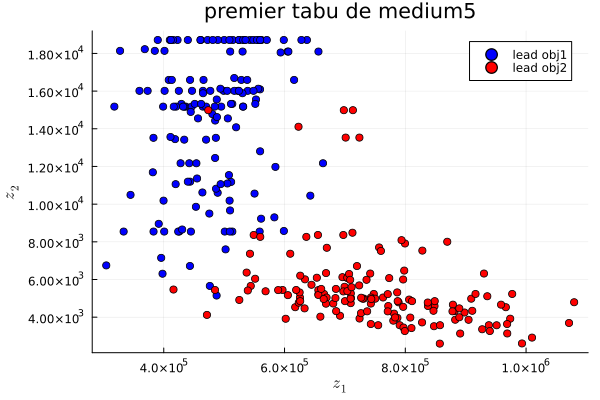 premier tabu de medium5
lead obj1
lead obj2
1.80×10⁴
1.60×10⁴
1.40×10⁴
1.20×10⁴
1.00×10⁴
8.00×10³
6.00×10³
4.00×10³
z₂
4.0×10⁵ 6.0×10⁵ 8.0×10⁵ 1.0×10⁶
z₁